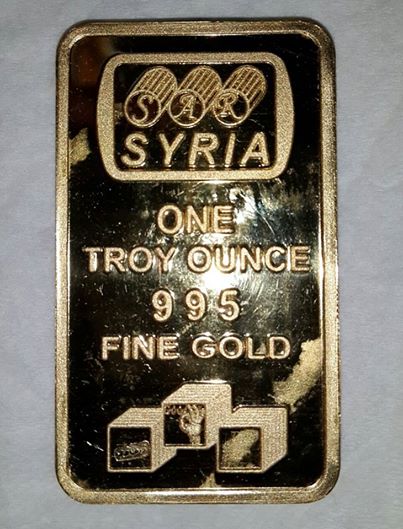 SAR
SYRIA
ONE
TROY OUNCE
995
FINE GOLD